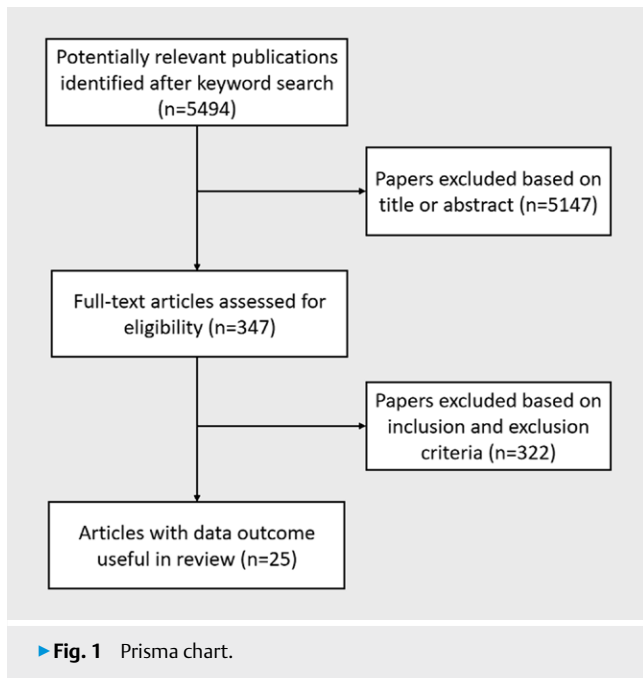 Potentially relevant publications
identified after keyword search
(n=5494)
Papers excluded based on
title or abstract (n=5147)
Full-text articles assessed for
eligibility (n=347)
Papers excluded based on
inclusion and exclusion
criteria (n=322)
Articles with data outcome
useful in review (n=25)
▶Fig. 1 Prisma chart.